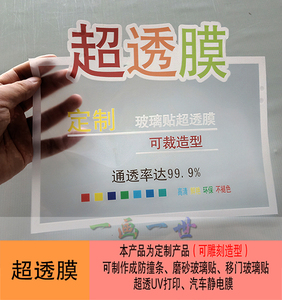 超透膜
定制 玻璃贴超透膜
可裁造型
通透率达99.9%
环保 不褪色
一画一世
超透膜
本产品为定制产品（可雕刻造型）
可制作成防撞条、磨砂玻璃贴、移门玻璃贴
超透UV打印、汽车静电膜